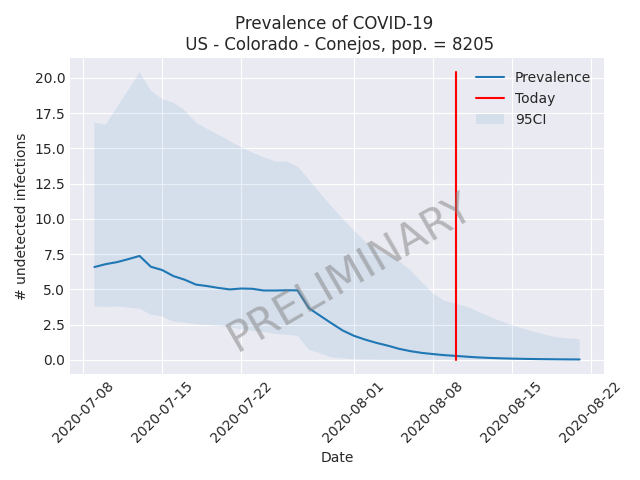 Prevalence of COVID-19
US - Colorado - Conejos, pop. = 8205
20.0
17.5
15.0
12.5
10.0
7.5
5.0
2.5
0.0
# undetected infections
Prevalence
Today
95CI
PRELIMINARY
2020-07-08
2020-07-15
2020-07-22
2020-08-01
2020-08-08
2020-08-15
2020-08-22
Date